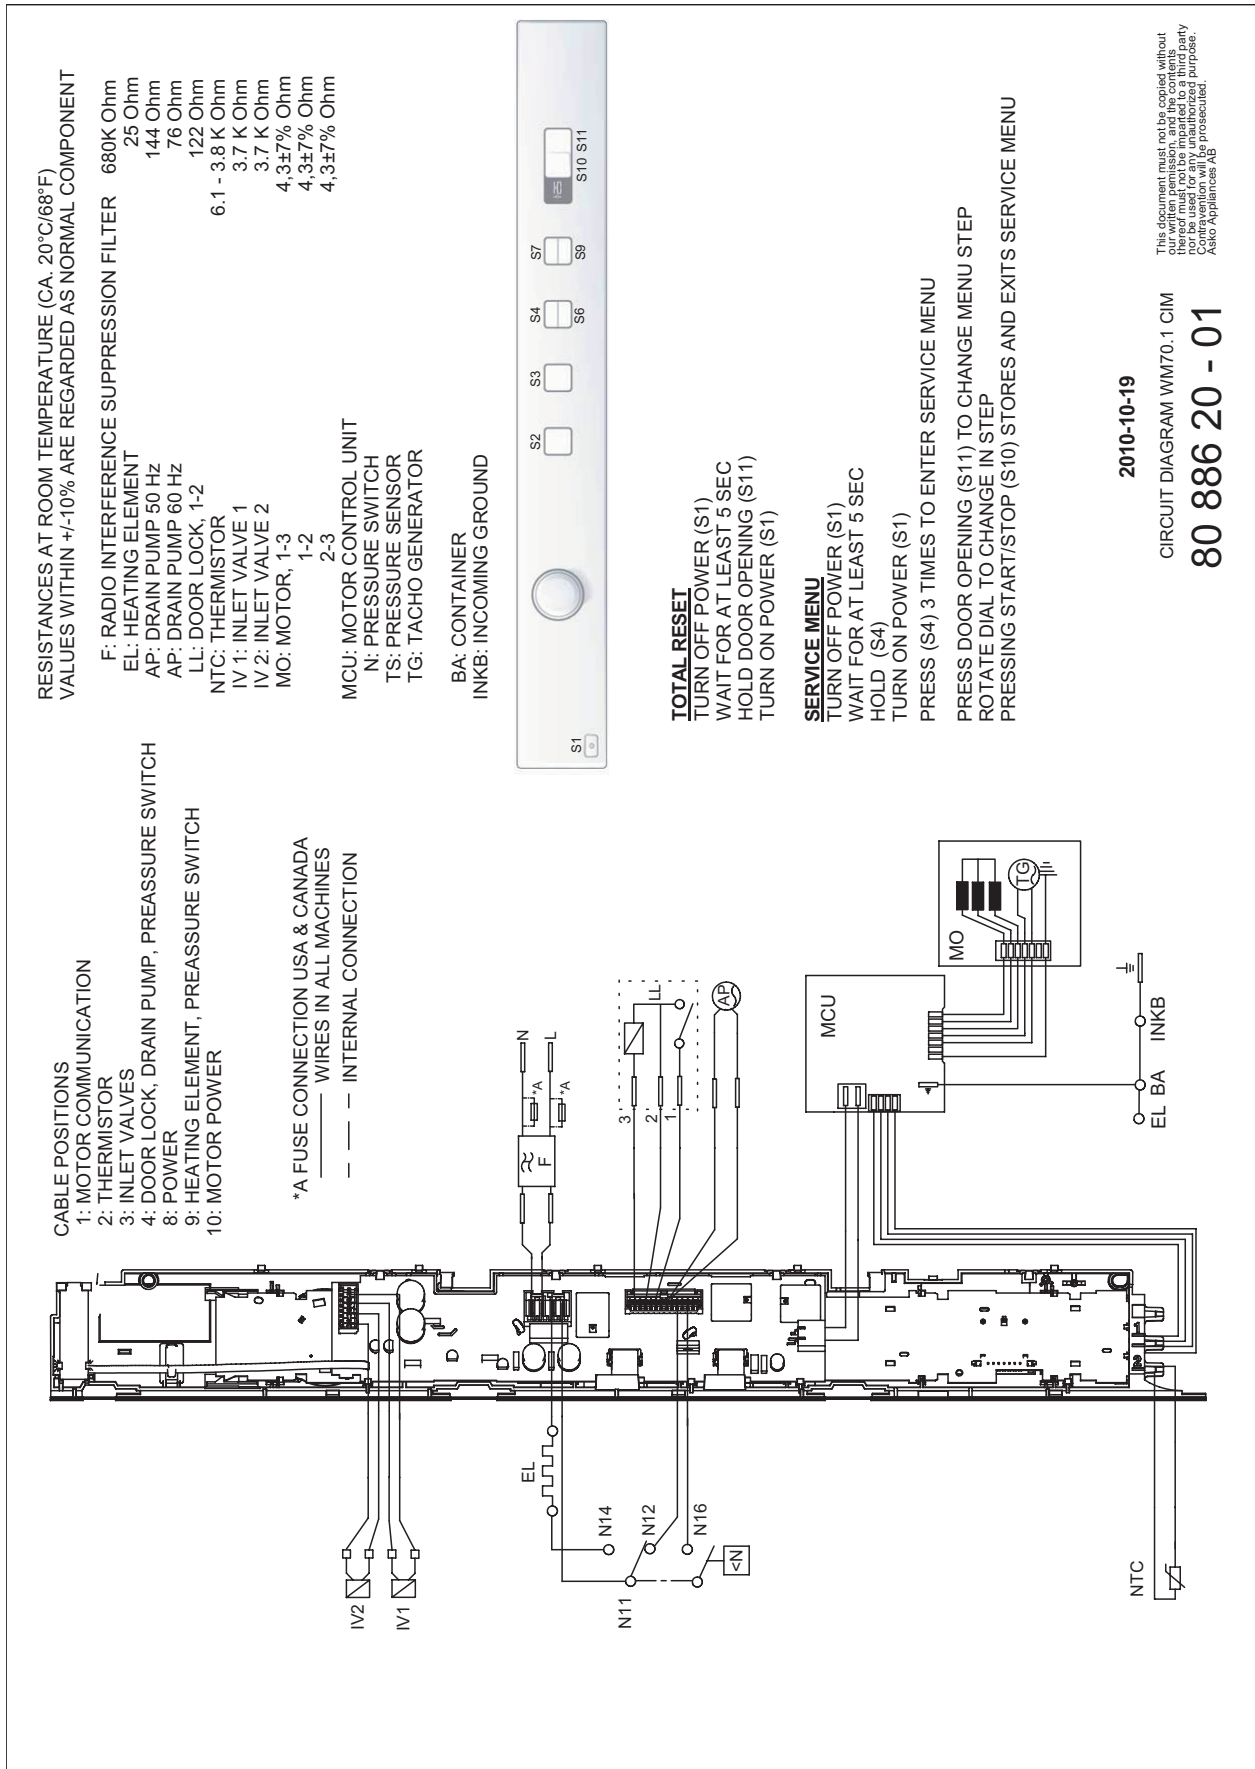 RESISTANCES AT ROOM TEMPERATURE (CA. 20°C/68°F)
VALUES WITHIN +/-10% ARE REGARDED AS NORMAL COMPONENT
F: RADIO INTERFERENCE SUPPRESSION FILTER 680K Ohm
EL: HEATING ELEMENT 25 Ohm
AP: DRAIN PUMP 50 Hz 144 Ohm
AP: DRAIN PUMP 60 Hz 76 Ohm
LL: DOOR LOCK, 1-2 122 Ohm
NTC: THERMISTOR 6.1 - 3.8 K Ohm
IV 1: INLET VALVE 1 3.7 K Ohm
IV 2: INLET VALVE 2 3.7 K Ohm
MO: MOTOR, 1-3 4,3±7% Ohm
1-2 4,3±7% Ohm
2-3 4,3±7% Ohm
MCU: MOTOR CONTROL UNIT
N: PRESSURE SWITCH
TS: PRESSURE SENSOR
TG: TACHO GENERATOR
BA: CONTAINER
INKB: INCOMING GROUND
S1
S2
S3
S4
S6
S7
S9
S10 S11
TOTAL RESET
TURN OFF POWER (S1)
WAIT FOR AT LEAST 5 SEC
HOLD DOOR OPENING (S11)
TURN ON POWER (S1)
SERVICE MENU
TURN OFF POWER (S1)
WAIT FOR AT LEAST 5 SEC
HOLD (S4)
TURN ON POWER (S1)
PRESS (S4) 3 TIMES TO ENTER SERVICE MENU
PRESS DOOR OPENING (S11) TO CHANGE MENU STEP
ROTATE DIAL TO CHANGE IN STEP
PRESSING START/STOP (S10) STORES AND EXITS SERVICE MENU
2010-10-19
CIRCUIT DIAGRAM WM70.1 CIM
80 886 20 - 01
This document must not be copied without
our written permission, and the contents
thereof must not be imparted to a third party
nor be used for any unauthorized purpose.
Contravention will be prosecuted.
Asko Appliances AB
CABLE POSITIONS
1: MOTOR COMMUNICATION
2: THERMISTOR
3: INLET VALVES
4: DOOR LOCK, DRAIN PUMP, PREASSURE SWITCH
8: POWER
9: HEATING ELEMENT, PREASSURE SWITCH
10: MOTOR POWER
*A FUSE CONNECTION USA & CANADA
WIRES IN ALL MACHINES
INTERNAL CONNECTION
N
L
*A
*A
F
3
2
1
LL
AP
MCU
MO
TG
EL BA INKB
IV2
IV1
EL
N14
N12
N16
N11
<N
NTC